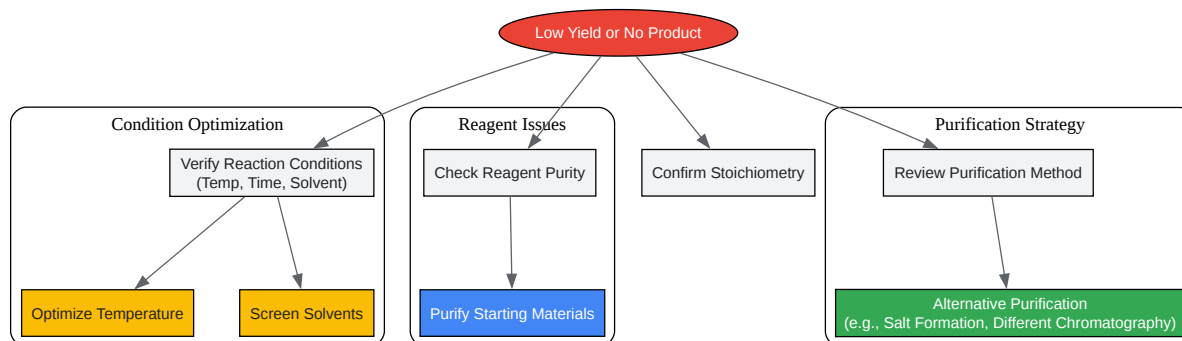 Low Yield or No Product
Condition Optimization
Reagent Issues
Purification Strategy
Verify Reaction Conditions
(Temp, Time, Solvent)
Check Reagent Purity
Confirm Stoichiometry
Review Purification Method
Optimize Temperature
Screen Solvents
Purify Starting Materials
Alternative Purification
(e.g., Salt Formation, Different Chromatography)